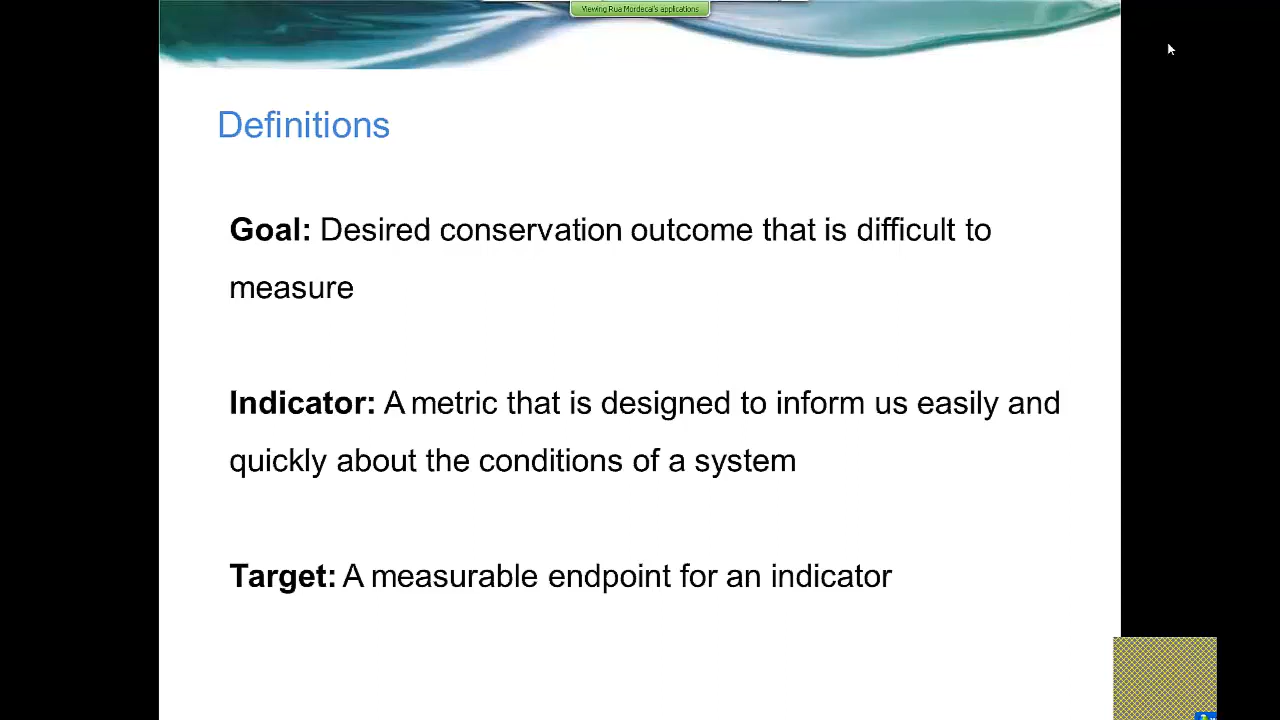 Viewing Rua Mordecai's applications
Definitions
Goal: Desired conservation outcome that is difficult to
measure
Indicator: A metric that is designed to inform us easily and
quickly about the conditions of a system
Target: A measurable endpoint for an indicator